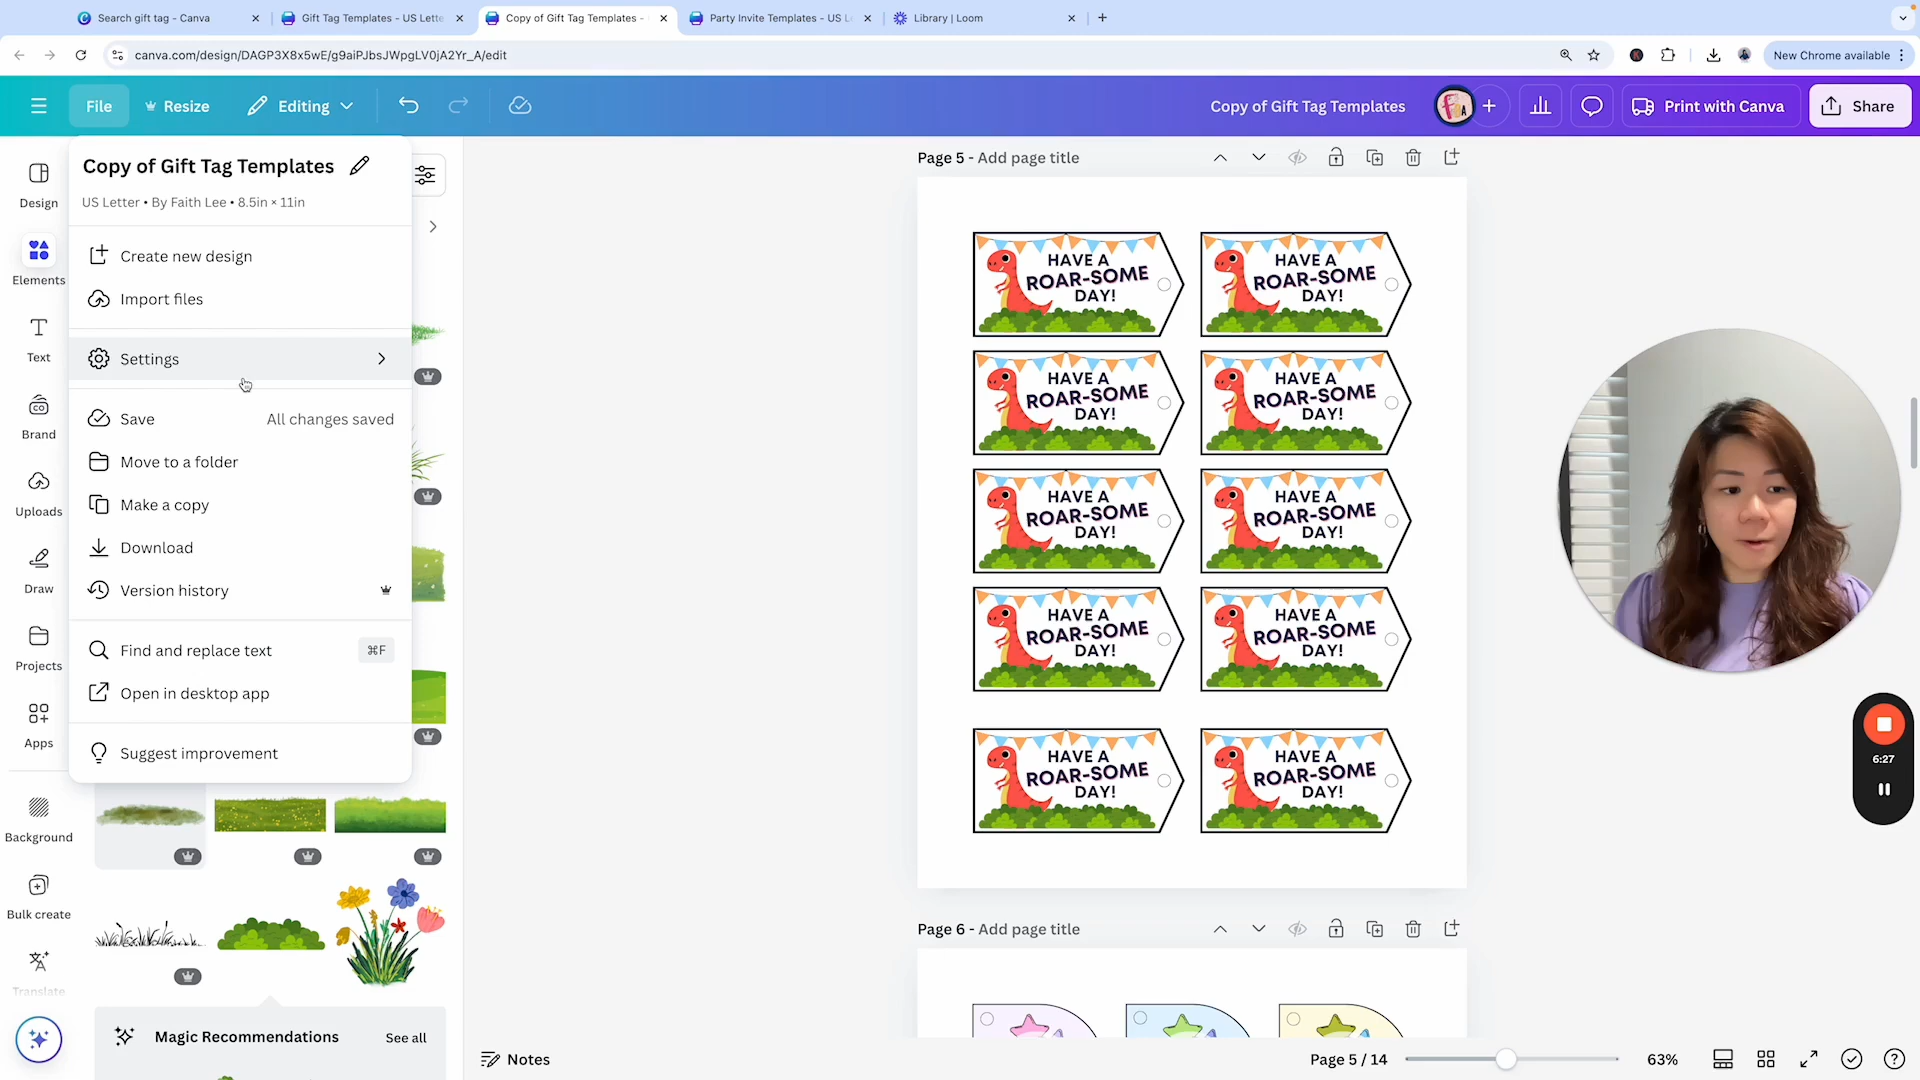 Search gift tag - Canva
Gift Tag Templates - US Lette
Copy of Gift Tag Templates -
Party Invite Templates - US L
Library | Loom
canva.com/design/DAGP3X8x5wE/g9aiPJbsJWpgLV0jA2Yr_A/edit
New Chrome available
File
Resize
Editing
Copy of Gift Tag Templates
Print with Canva
Share
Design
Elements
Text
Brand
Uploads
Draw
Projects
Apps
Background
Bulk create
Translate
Copy of Gift Tag Templates
US Letter • By Faith Lee • 8.5in × 11in
Create new design
Import files
Settings
Save
All changes saved
Move to a folder
Make a copy
Download
Version history
Find and replace text
⌘F
Open in desktop app
Suggest improvement
Magic Recommendations
See all
Page 5 - Add page title
HAVE A
ROAR-SOME
DAY!
HAVE A
ROAR-SOME
DAY!
HAVE A
ROAR-SOME
DAY!
HAVE A
ROAR-SOME
DAY!
HAVE A
ROAR-SOME
DAY!
HAVE A
ROAR-SOME
DAY!
HAVE A
ROAR-SOME
DAY!
HAVE A
ROAR-SOME
DAY!
HAVE A
ROAR-SOME
DAY!
HAVE A
ROAR-SOME
DAY!
Page 6 - Add page title
6:27
Notes
Page 5 / 14
63%